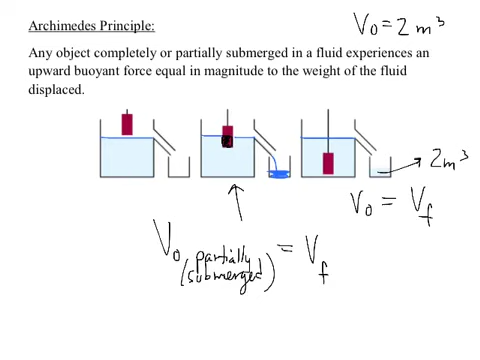 Archimedes Principle:
V₀ = 2 m³
Any object completely or partially submerged in a fluid experiences an
upward buoyant force equal in magnitude to the weight of the fluid
displaced.
2m³
V₀ = V_f
V₀ (partially submerged) = V_f